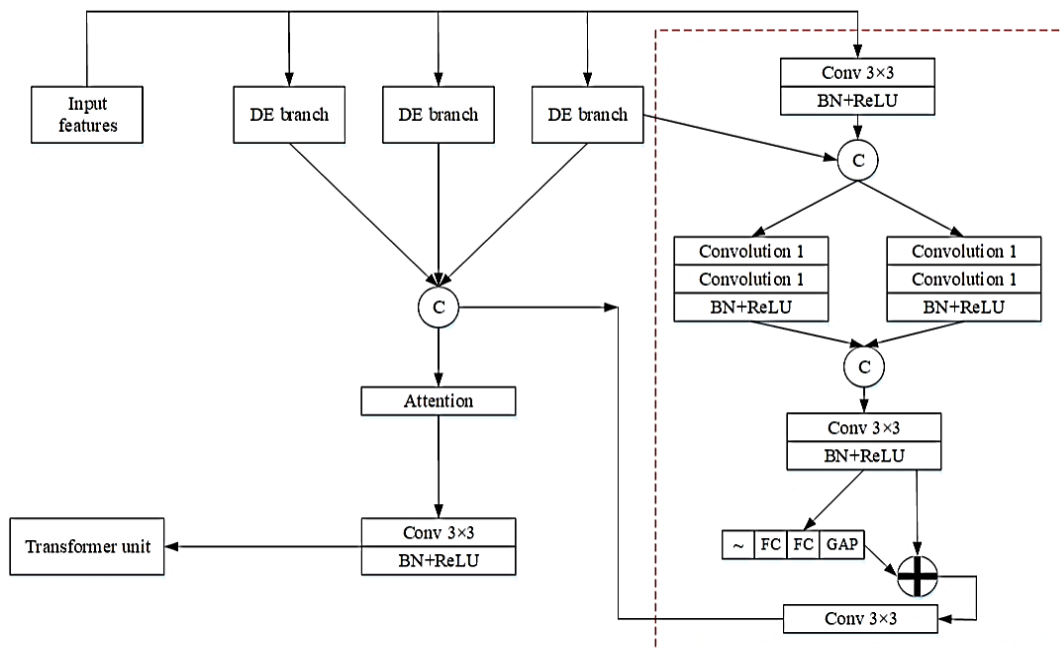 Input
features
DE branch
DE branch
DE branch
Conv 3×3
BN+ReLU
C
Convolution 1
Convolution 1
BN+ReLU
Convolution 1
Convolution 1
BN+ReLU
C
C
Attention
Conv 3×3
BN+ReLU
~ FC FC GAP
Transformer unit
Conv 3×3
BN+ReLU
Conv 3×3